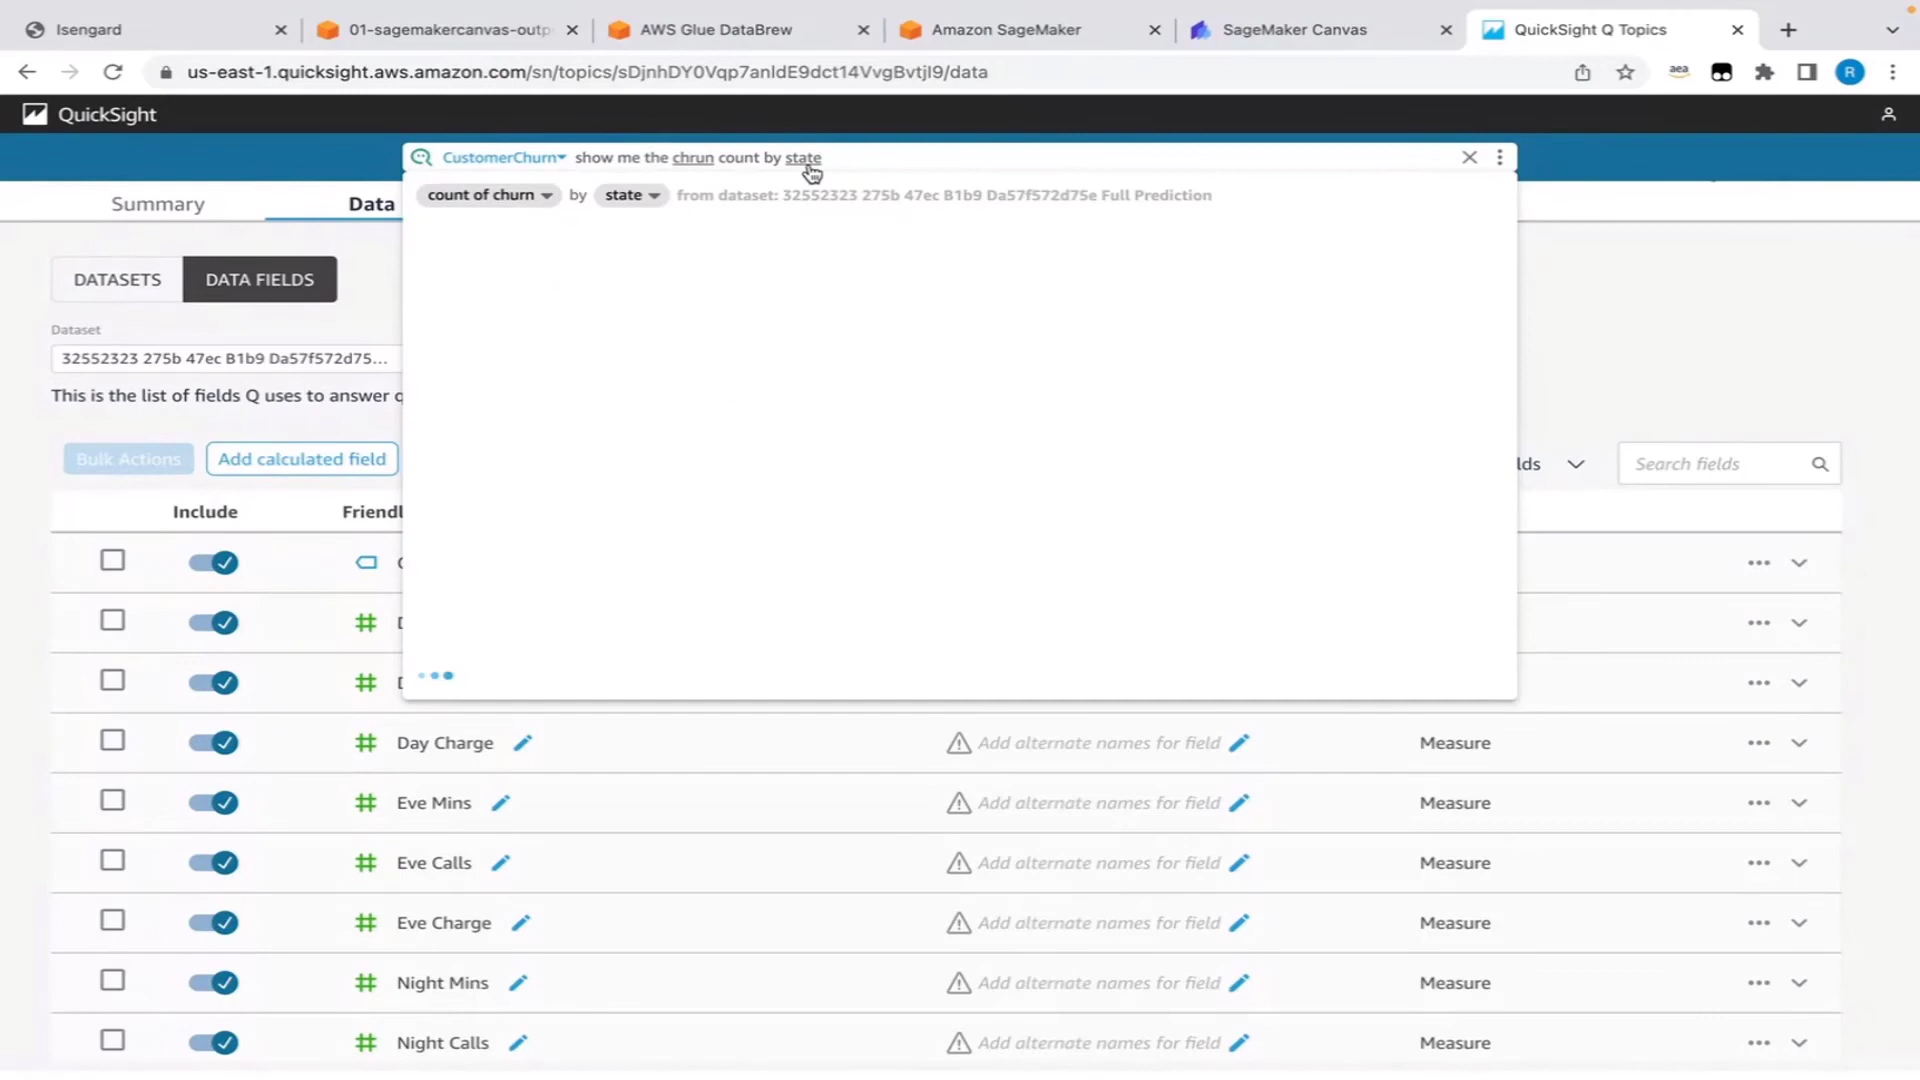 Isengard
01-sagemakercanvas-outp
AWS Glue DataBrew
Amazon SageMaker
SageMaker Canvas
QuickSight Q Topics
us-east-1.quicksight.aws.amazon.com/sn/topics/sDjnhDY0Vqp7anldE9dct14VvgBvtjI9/data
aea
R
QuickSight
CustomerChurn show me the chrun count by state
count of churn by state from dataset: 32552323 275b 47ec B1b9 Da57f572d75e Full Prediction
Summary
Data
DATASETS
DATA FIELDS
Dataset
32552323 275b 47ec B1b9 Da57f572d75...
This is the list of fields Q uses to answer q
Bulk Actions
Add calculated field
lds
Search fields
Include
Friendl
Day Charge Add alternate names for field Measure
Eve Mins Add alternate names for field Measure
Eve Calls Add alternate names for field Measure
Eve Charge Add alternate names for field Measure
Night Mins Add alternate names for field Measure
Night Calls Add alternate names for field Measure